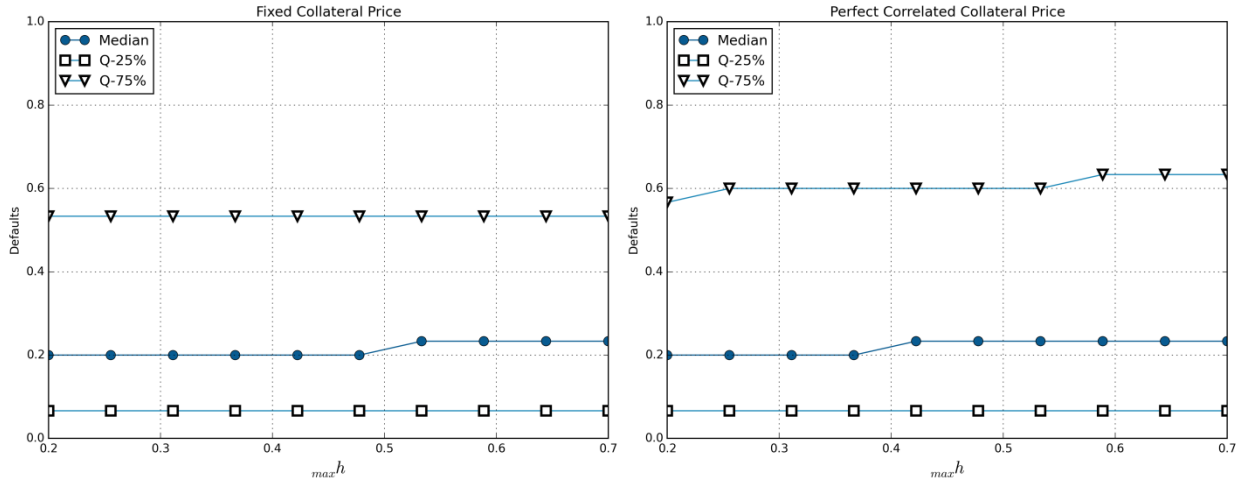 Fixed Collateral Price
1.0
0.8
0.6
0.4
0.2
0.0
Defaults
Median
Q-25%
Q-75%
0.2 0.3 0.4 0.5 0.6 0.7
max h
Perfect Correlated Collateral Price
1.0
0.8
0.6
0.4
0.2
0.0
Defaults
Median
Q-25%
Q-75%
0.2 0.3 0.4 0.5 0.6 0.7
max h